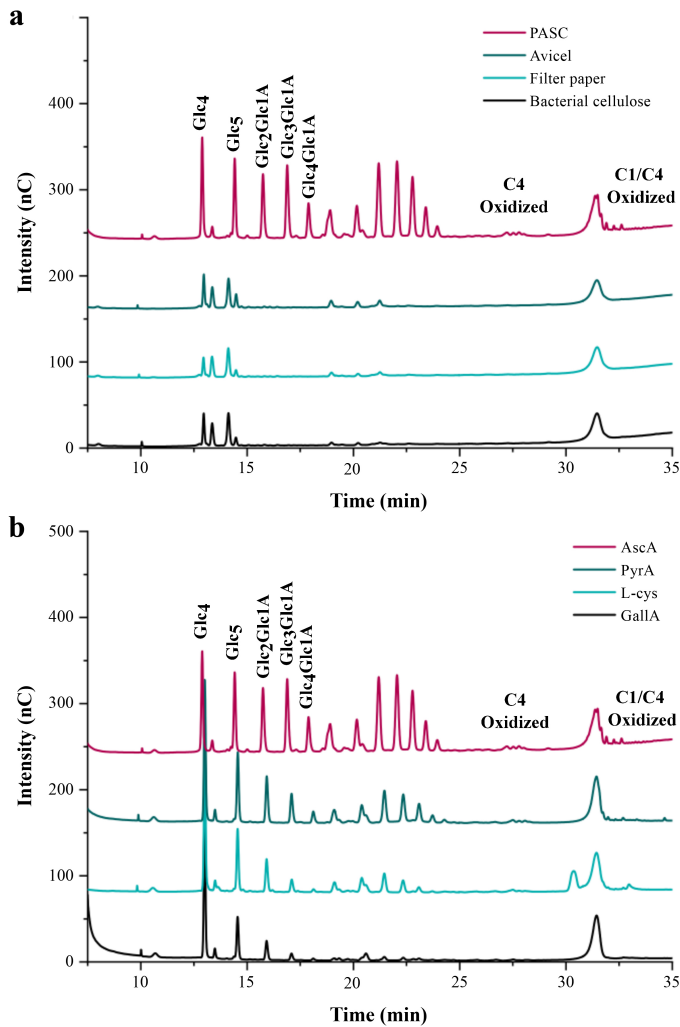 a
PASC
Avicel
Filter paper
Bacterial cellulose
400
300
200
100
0
Intensity (nC)
Glc4
Glc5
Glc2Glc1A
Glc3Glc1A
Glc4Glc1A
C4
Oxidized
C1/C4
Oxidized
10
15
20
25
30
35
Time (min)
b
AscA
PyrA
L-cys
GallA
500
400
300
200
100
0
Intensity (nC)
Glc4
Glc5
Glc2Glc1A
Glc3Glc1A
Glc4Glc1A
C4
Oxidized
C1/C4
Oxidized
10
15
20
25
30
35
Time (min)